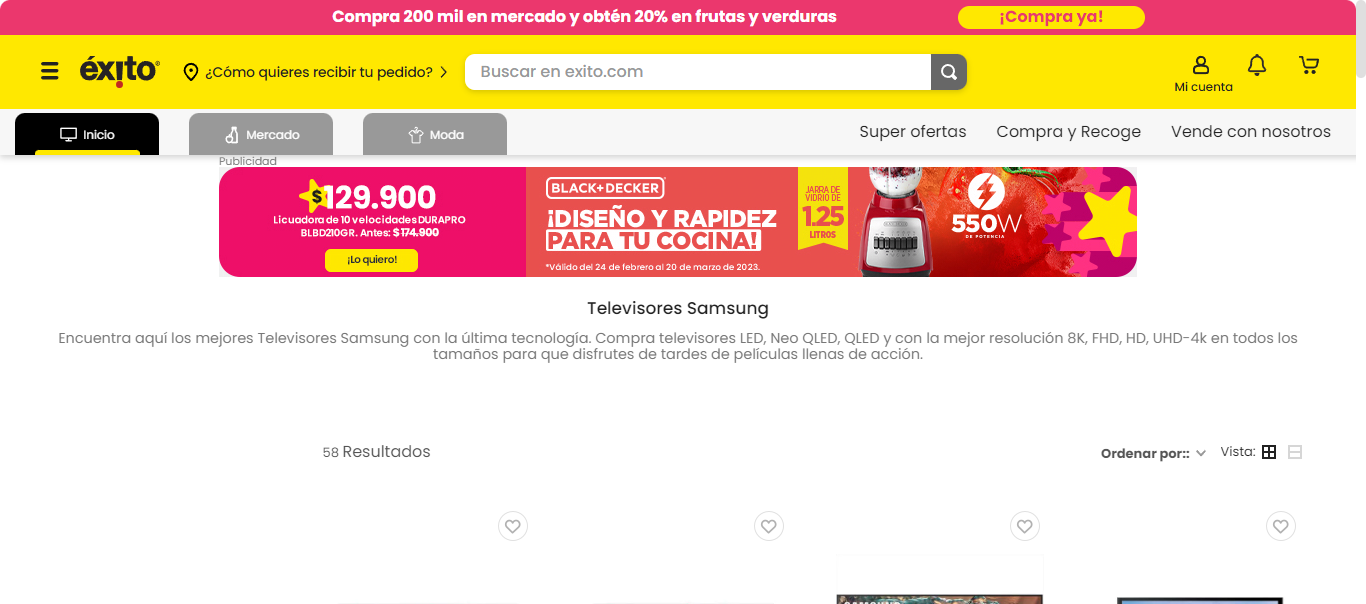 Compra 200 mil en mercado y obtén 20% en frutas y verduras
¡Compra ya!
éxito
¿Cómo quieres recibir tu pedido?
Buscar en exito.com
Mi cuenta
Inicio
Mercado
Moda
Super ofertas
Compra y Recoge
Vende con nosotros
Publicidad
$129.900
Licuadora de 10 velocidades DURAPRO
BLBD210GR. Antes: $174.900
¡Lo quiero!
BLACK+DECKER
¡DISEÑO Y RAPIDEZ
PARA TU COCINA!
*Válido del 24 de febrero al 20 de marzo de 2023.
JARRA DE
VIDRIO DE
1.25
LITROS
550W
DE POTENCIA
Televisores Samsung
Encuentra aquí los mejores Televisores Samsung con la última tecnología. Compra televisores LED, Neo QLED, QLED y con la mejor resolución 8K, FHD, HD, UHD-4k en todos los
tamaños para que disfrutes de tardes de películas llenas de acción.
58 Resultados
Ordenar por::
Vista:
SAMSUNG